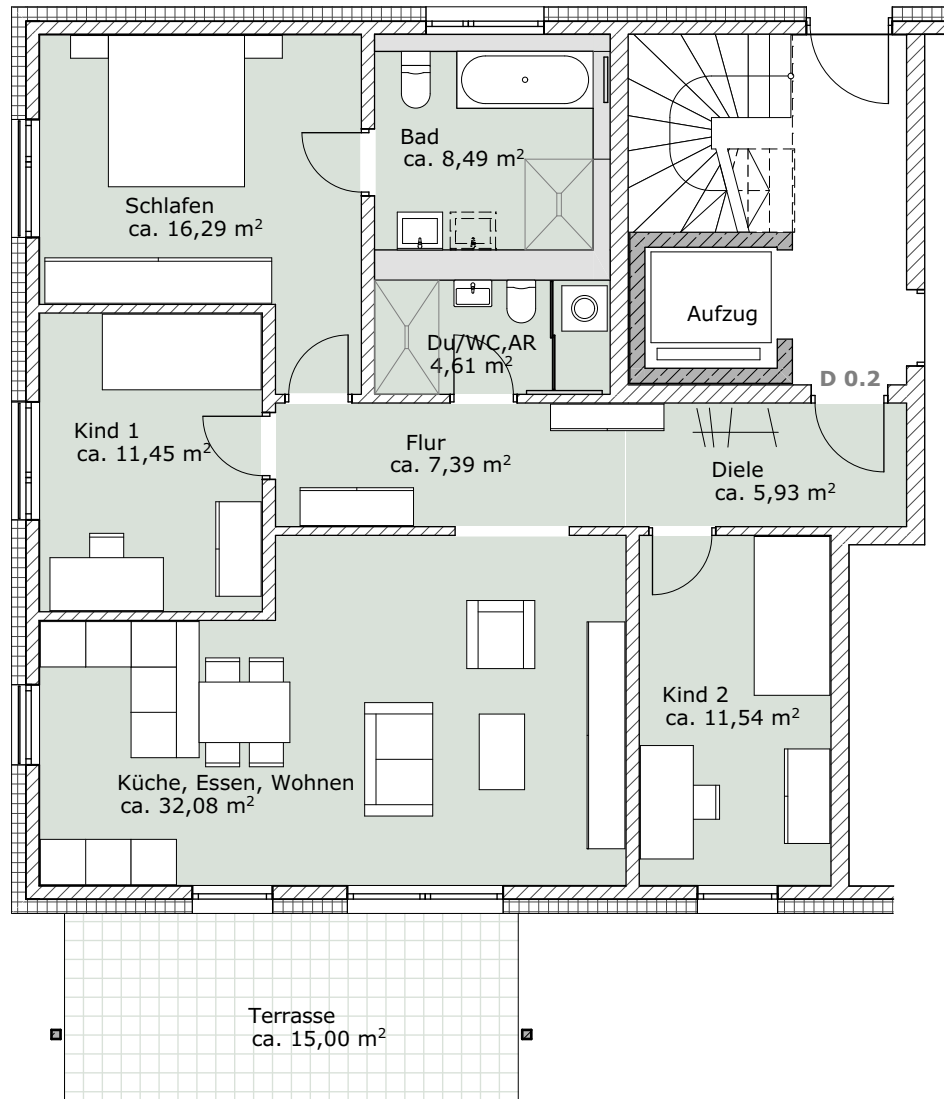 Bad
ca. 8,49 m²
Schlafen
ca. 16,29 m²
Aufzug
Du/WC,AR
4,61 m²
D 0.2
Kind 1
ca. 11,45 m²
Flur
ca. 7,39 m²
Diele
ca. 5,93 m²
Kind 2
ca. 11,54 m²
Küche, Essen, Wohnen
ca. 32,08 m²
Terrasse
ca. 15,00 m²